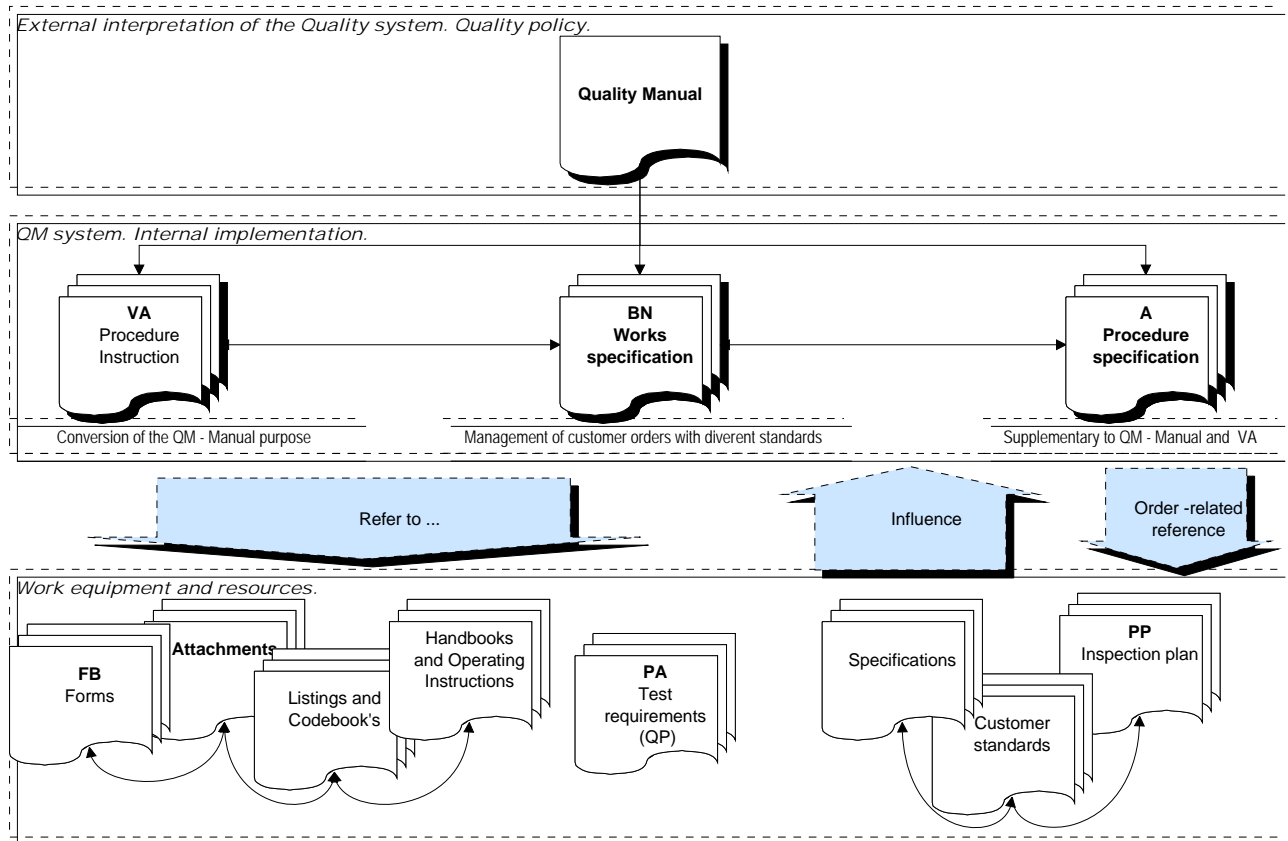 External interpretation of the Quality system. Quality policy.
Quality Manual
QM system. Internal implementation.
VA
Procedure
Instruction
BN
Works
specification
A
Procedure
specification
Conversion of the QM - Manual purpose
Management of customer orders with diverent standards
Supplementary to QM - Manual and VA
Refer to ...
Influence
Order -related
reference
Work equipment and resources.
FB
Forms
Attachments
Listings and
Codebook's
Handbooks
and Operating
Instructions
PA
Test
requirements
(QP)
Specifications
Customer
standards
PP
Inspection plan